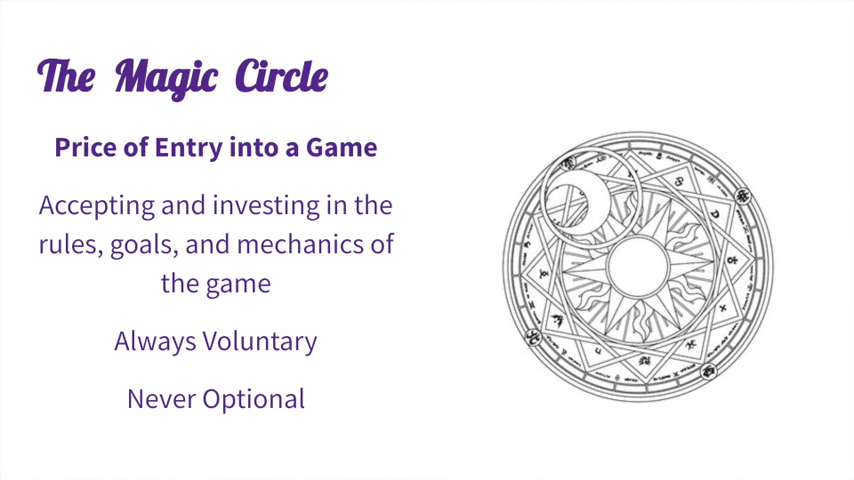 The Magic Circle
Price of Entry into a Game
Accepting and investing in the
rules, goals, and mechanics of
the game
Always Voluntary
Never Optional